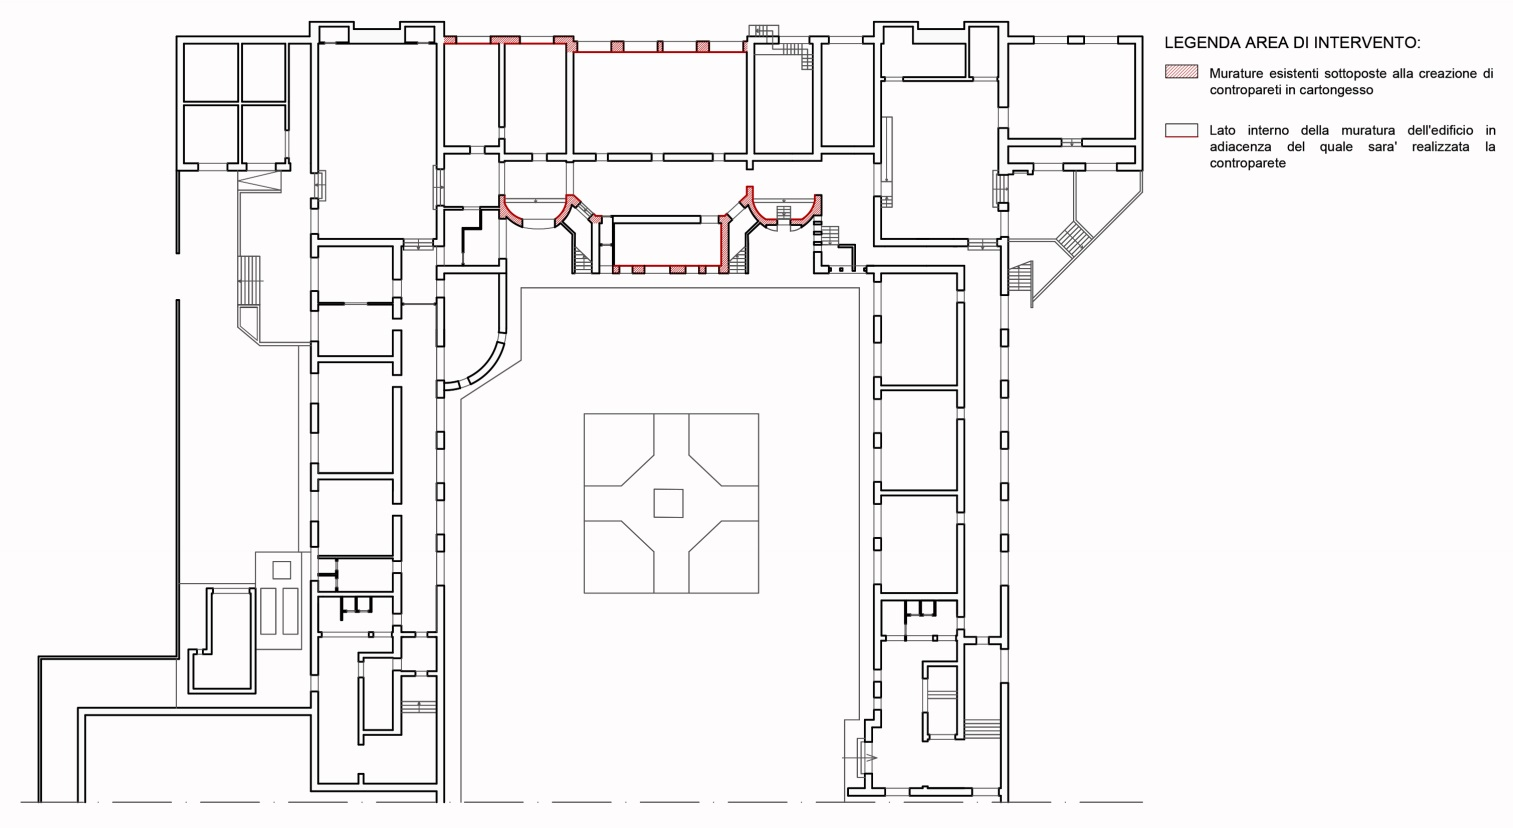 LEGENDA AREA DI INTERVENTO:
Murature esistenti sottoposte alla creazione di
contropareti in cartongesso
Lato interno della muratura dell'edificio in
adiacenza del quale sara' realizzata la
controparete